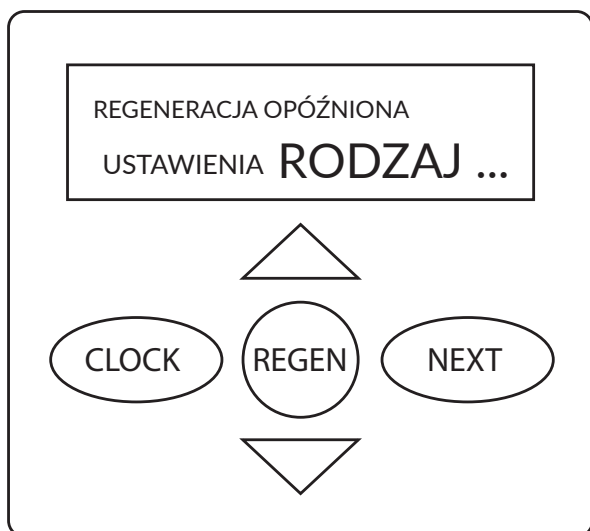 REGENERACJA OPÓŹNIONA
USTAWIENIA RODZAJ ...
CLOCK REGEN NEXT